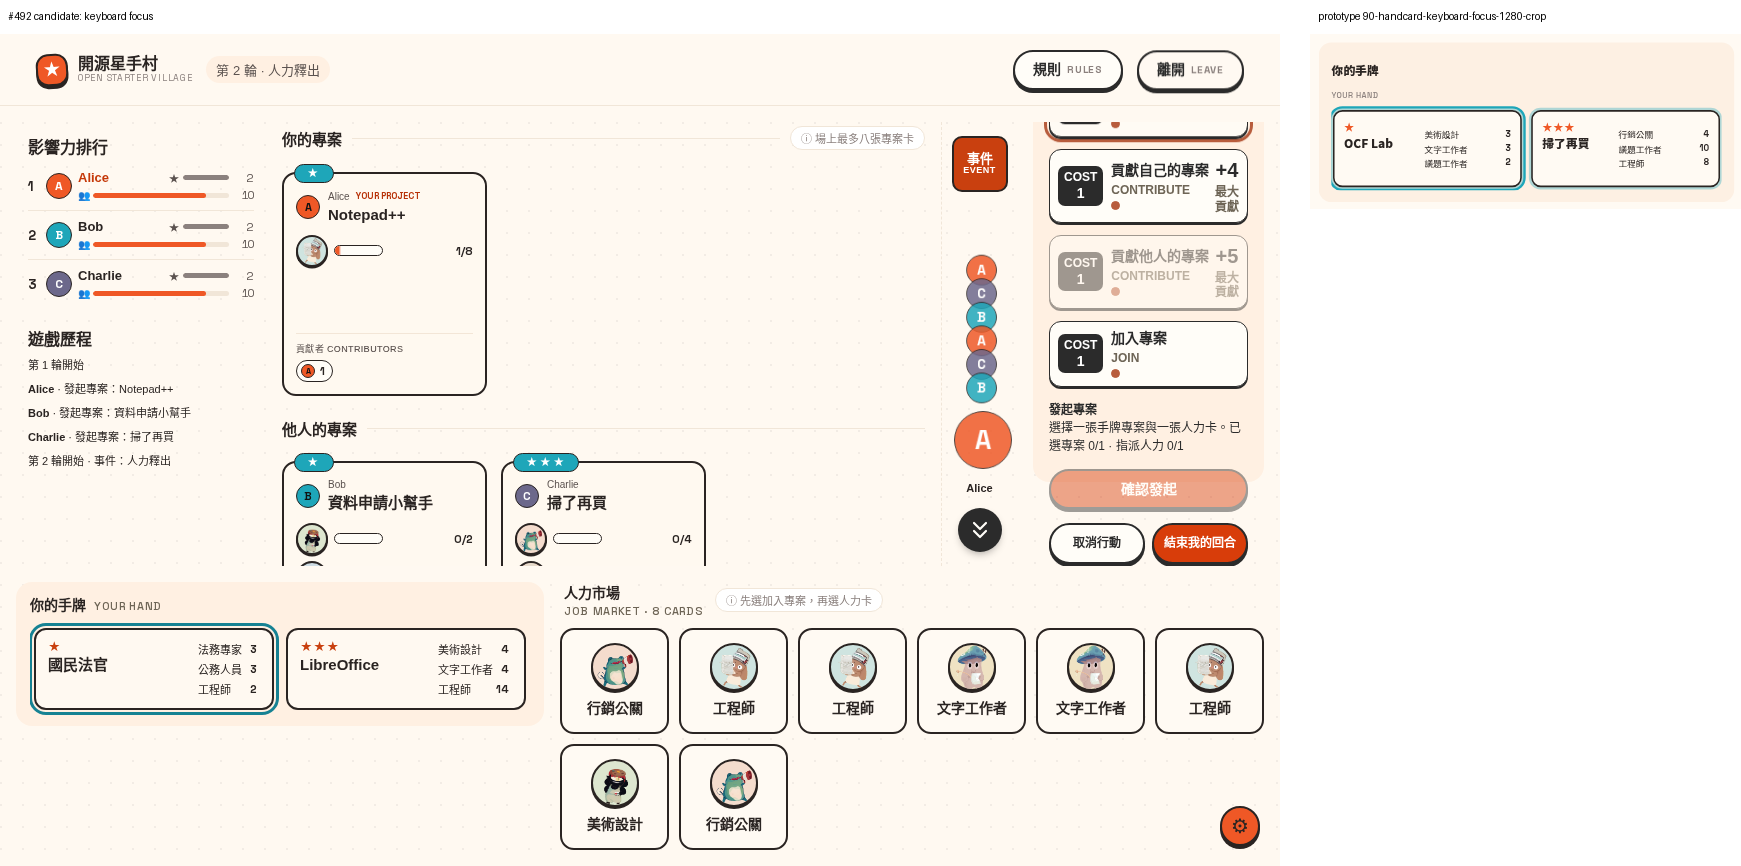 #492 candidate: keyboard focus
prototype 90-handcard-keyboard-focus-1280-crop
開源星手村
OPEN STARTER VILLAGE
第 2 輪 · 人力釋出
規則 RULES
離開 LEAVE
影響力排行
1 A Alice ★ 2
10
2 B Bob ★ 2
10
3 C Charlie ★ 2
10
遊戲歷程
第 1 輪開始
Alice · 發起專案：Notepad++
Bob · 發起專案：資料申請小幫手
Charlie · 發起專案：掃了再買
第 2 輪開始 · 事件：人力釋出
你的專案
ⓘ 場上最多八張專案卡
★
A Alice YOUR PROJECT
Notepad++
1/8
貢獻者 CONTRIBUTORS
A 1
他人的專案
★
B Bob
資料申請小幫手
0/2
★★★
C Charlie
掃了再買
0/4
事件
EVENT
A
C
B
A
C
B
A
Alice
COST 1
貢獻自己的專案 +4
CONTRIBUTE 最大貢獻
COST 1
貢獻他人的專案 +5
CONTRIBUTE 最大貢獻
COST 1
加入專案
JOIN
發起專案
選擇一張手牌專案與一張人力卡。已
選專案 0/1 · 指派人力 0/1
確認發起
取消行動
結束我的回合
你的手牌 YOUR HAND
★
國民法官
法務專家 3
公務人員 3
工程師 2
★★★
LibreOffice
美術設計 4
文字工作者 4
工程師 14
人力市場
JOB MARKET · 8 CARDS
ⓘ 先選加入專案，再選人力卡
行銷公關
工程師
工程師
文字工作者
文字工作者
工程師
美術設計
行銷公關
你的手牌
YOUR HAND
★
OCF Lab
美術設計 3
文字工作者 3
議題工作者 2
★★★
掃了再買
行銷公關 4
議題工作者 10
工程師 8